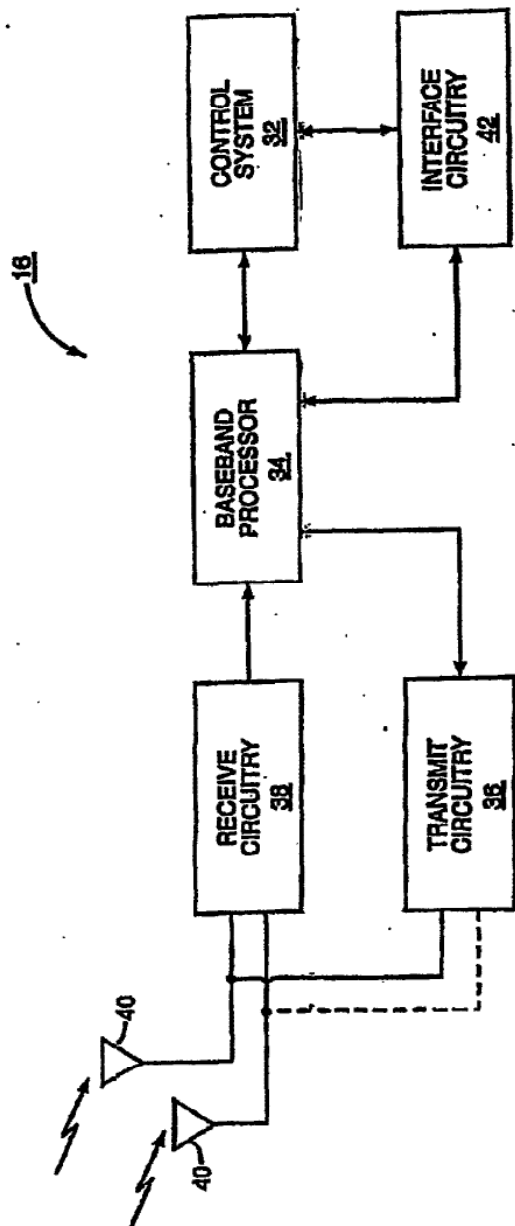 16
40
40
RECEIVE
CIRCUITRY
38
BASEBAND
PROCESSOR
34
CONTROL
SYSTEM
32
TRANSMIT
CIRCUITRY
36
INTERFACE
CIRCUITRY
42